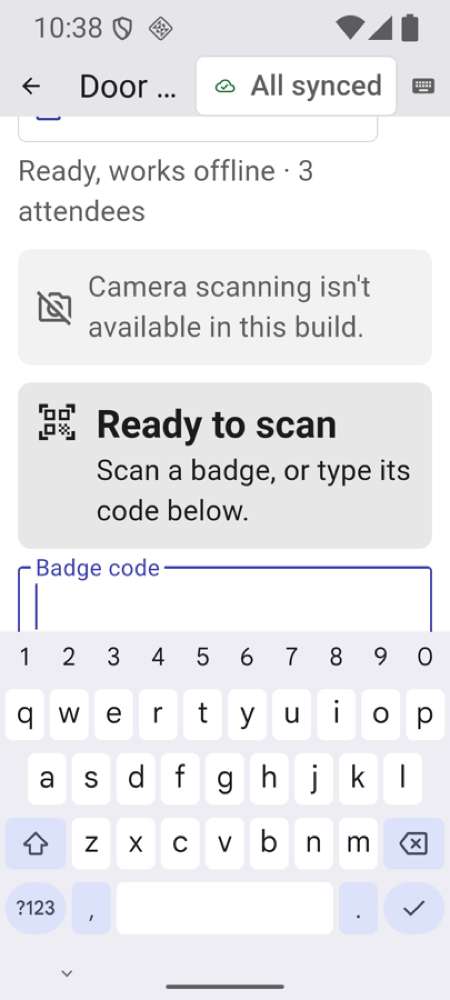 10:38
Door ...
All synced
Ready, works offline · 3
attendees
Camera scanning isn't
available in this build.
Ready to scan
Scan a badge, or type its
code below.
Badge code
1 2 3 4 5 6 7 8 9 0
q w e r t y u i o p
a s d f g h j k l
z x c v b n m
?123 , .